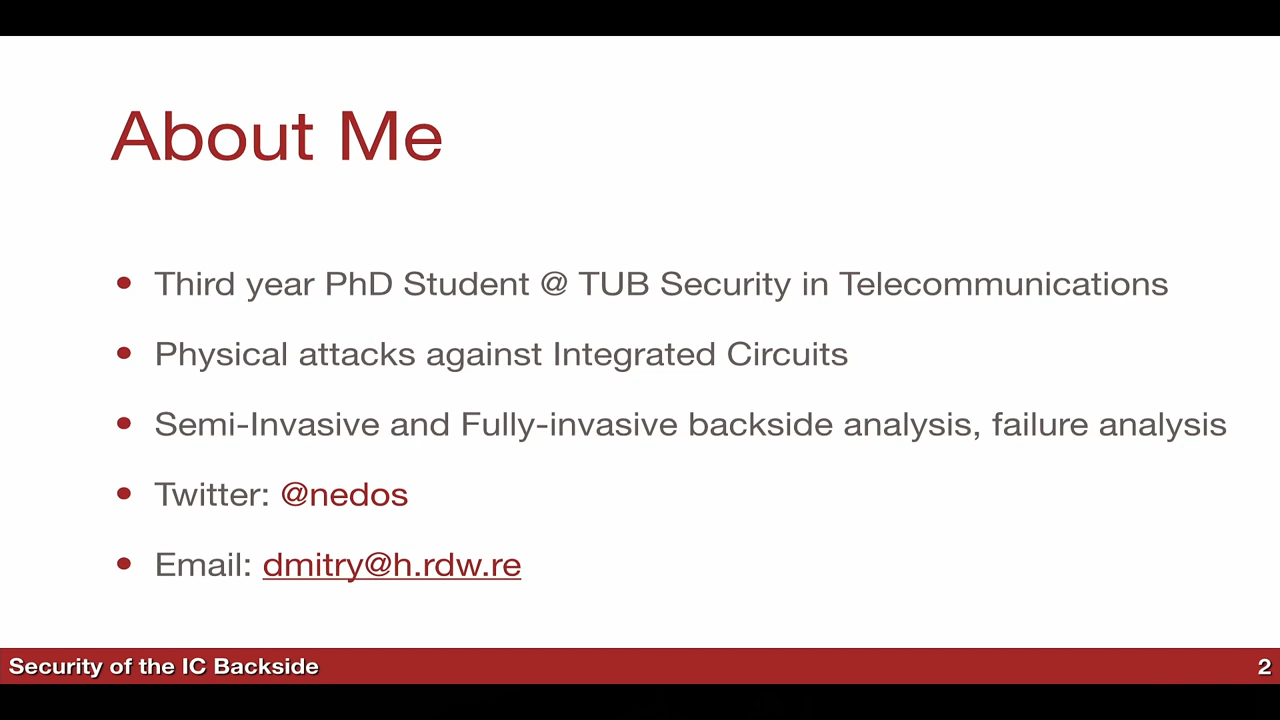 About Me
• Third year PhD Student @ TUB Security in Telecommunications
• Physical attacks against Integrated Circuits
• Semi-Invasive and Fully-invasive backside analysis, failure analysis
• Twitter: @nedos
• Email: dmitry@h.rdw.re
Security of the IC Backside
2